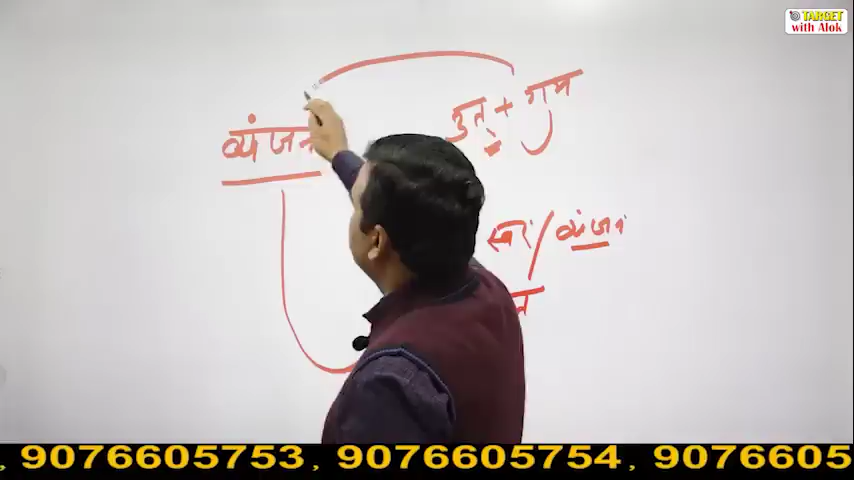 TARGET
with Alok
उत + गम
व्यंजन
स्वर / व्यंजन
त
, 9076605753, 9076605754, 9076605